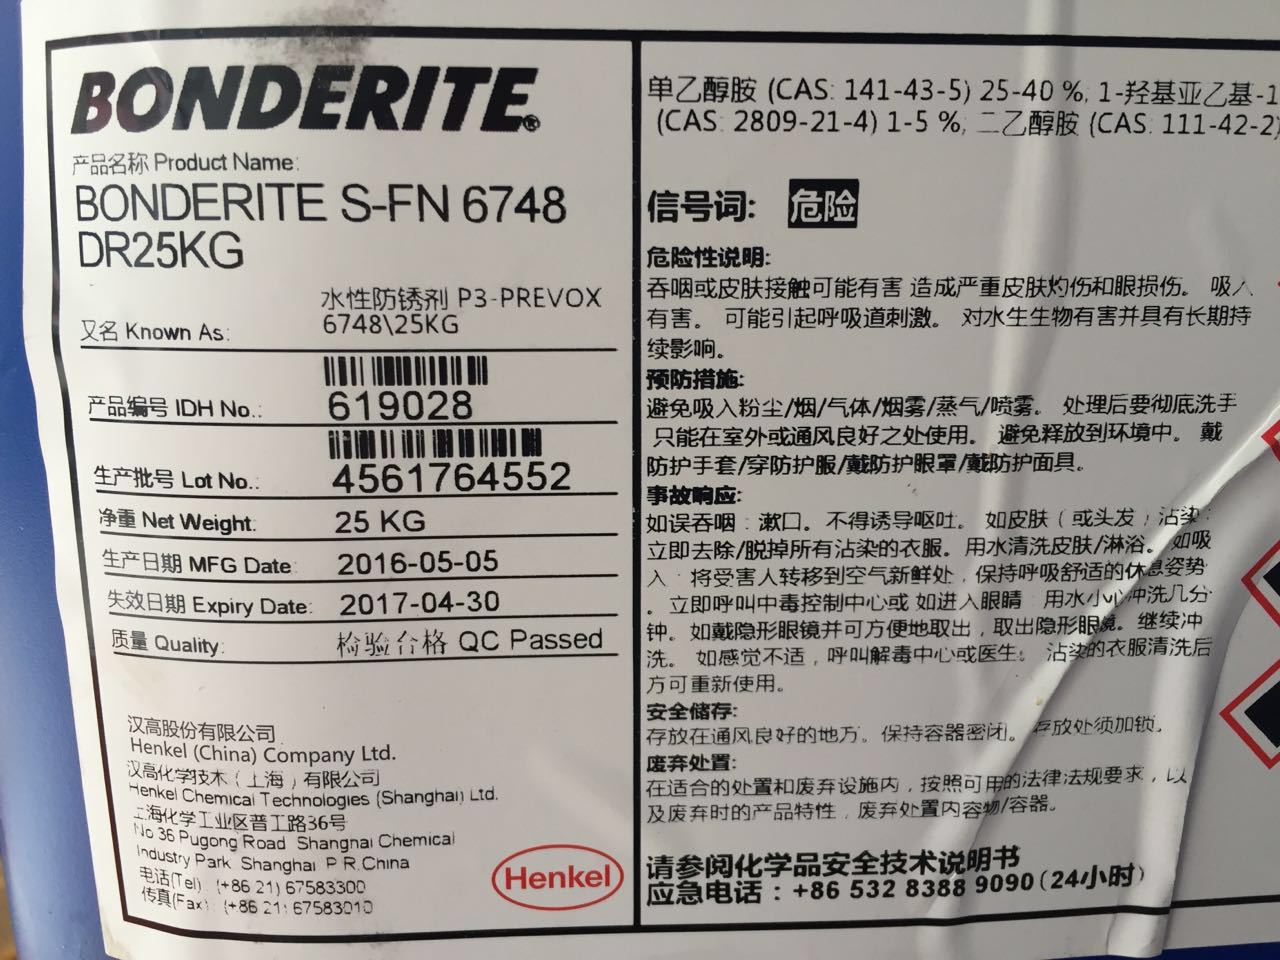 BONDERITE®
产品名称 Product Name:
BONDERITE S-FN 6748
DR25KG
水性防锈剂 P3-PREVOX
又名 Known As: 6748\25KG
产品编号 IDH No.: 619028
生产批号 Lot No.: 4561764552
净重 Net Weight: 25 KG
生产日期 MFG Date: 2016-05-05
失效日期 Expiry Date: 2017-04-30
质量 Quality: 检验合格 QC Passed
汉高股份有限公司
Henkel (China) Company Ltd.
汉高化学技术（上海）有限公司
Henkel Chemical Technologies (Shanghai) Ltd.
上海化学工业区普工路36号
No 36 Pugong Road Shanghai Chemical
Industry Park Shanghai P.R.China
电话(Tel): (+86 21) 67583300
传真(Fax): (+86 21) 67583010
Henkel
单乙醇胺 (CAS: 141-43-5) 25-40 %, 1-羟基亚乙基-1
(CAS: 2809-21-4) 1-5 %, 二乙醇胺 (CAS: 111-42-2)
信号词: 危险
危险性说明:
吞咽或皮肤接触可能有害 造成严重皮肤灼伤和眼损伤。 吸入
有害。 可能引起呼吸道刺激。 对水生生物有害并具有长期持
续影响。
预防措施:
避免吸入粉尘/烟/气体/烟雾/蒸气/喷雾。 处理后要彻底洗手
只能在室外或通风良好之处使用。 避免释放到环境中。 戴
防护手套/穿防护服/戴防护眼罩/戴防护面具。
事故响应:
如误吞咽：漱口。不得诱导呕吐。 如皮肤（或头发）沾染：
立即去除/脱掉所有沾染的衣服。用水清洗皮肤/淋浴。 如吸
入：将受害人转移到空气新鲜处，保持呼吸舒适的休息姿势
。立即呼叫中毒控制中心或 如进入眼睛：用水小心冲洗几分
钟。如戴隐形眼镜并可方便地取出，取出隐形眼镜。继续冲
洗。 如感觉不适，呼叫解毒中心或医生。 沾染的衣服清洗后
方可重新使用。
安全储存:
存放在通风良好的地方。保持容器密闭。 存放处须加锁。
废弃处置:
在适合的处置和废弃设施内，按照可用的法律法规要求，以
及废弃时的产品特性，废弃处置内容物/容器。
请参阅化学品安全技术说明书
应急电话：+86 532 8388 9090 (24小时)